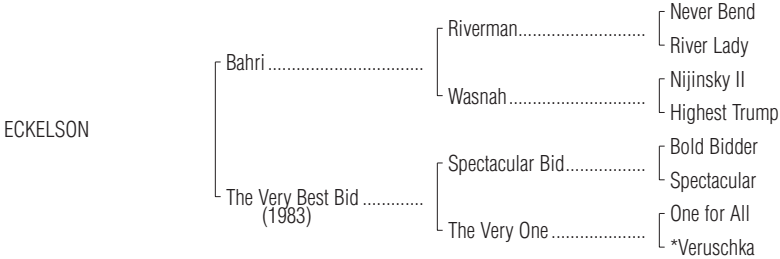 Never Bend
Riverman..............................
River Lady
Bahri .....................................
Nijinsky II
Wasnah................................
Highest Trump
ECKELSON
Bold Bidder
Spectacular Bid...................
Spectacular
The Very Best Bid ..............
(1983)
One for All
The Very One ......................
*Veruschka